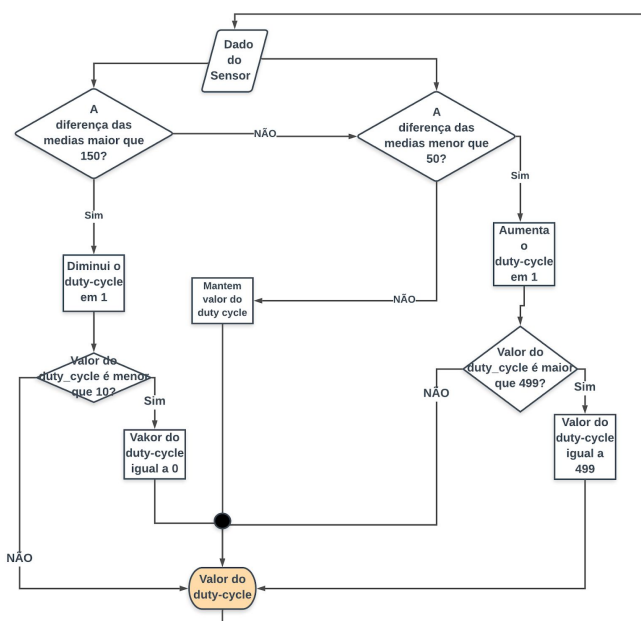 Dado
do
Sensor
A
diferença das
medias maior que
150?
NÃO
A
diferença das
medias menor que
50?
Sim
Sim
Aumenta
o
duty-cycle
em 1
Diminui o
duty-cycle
em 1
Mantem
valor do
duty cycle
NÃO
Valor do
duty_cycle é menor
que 10?
Sim
Valor do
duty_cycle é maior
que 499?
Sim
NÃO
Vakor do
duty-cycle
igual a 0
Valor do
duty-cycle
igual a
499
NÃO
Valor do
duty-cycle